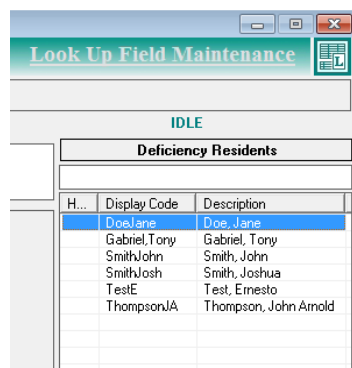 Look Up Field Maintenance
L
IDLE
Deficiency Residents
H... Display Code Description
DoeJane Doe, Jane
Gabriel,Tony Gabriel, Tony
SmithJohn Smith, John
SmithJosh Smith, Joshua
TestE Test, Ernesto
ThompsonJA Thompson, John Arnold